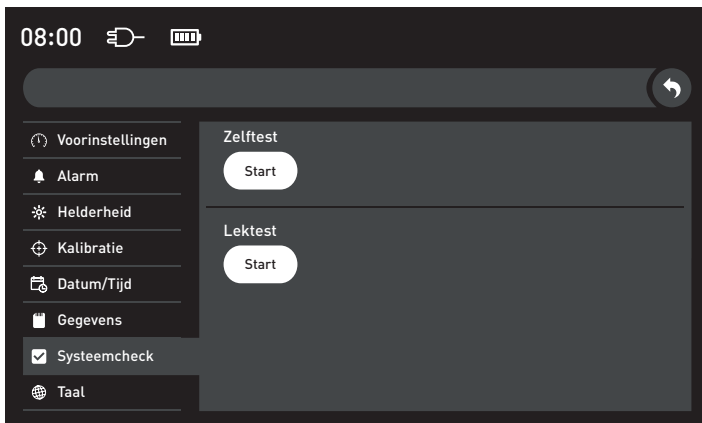 08:00
Voorinstellingen
Alarm
Helderheid
Kalibratie
Datum/Tijd
Gegevens
Systeemcheck
Taal
Zelftest
Start
Lektest
Start